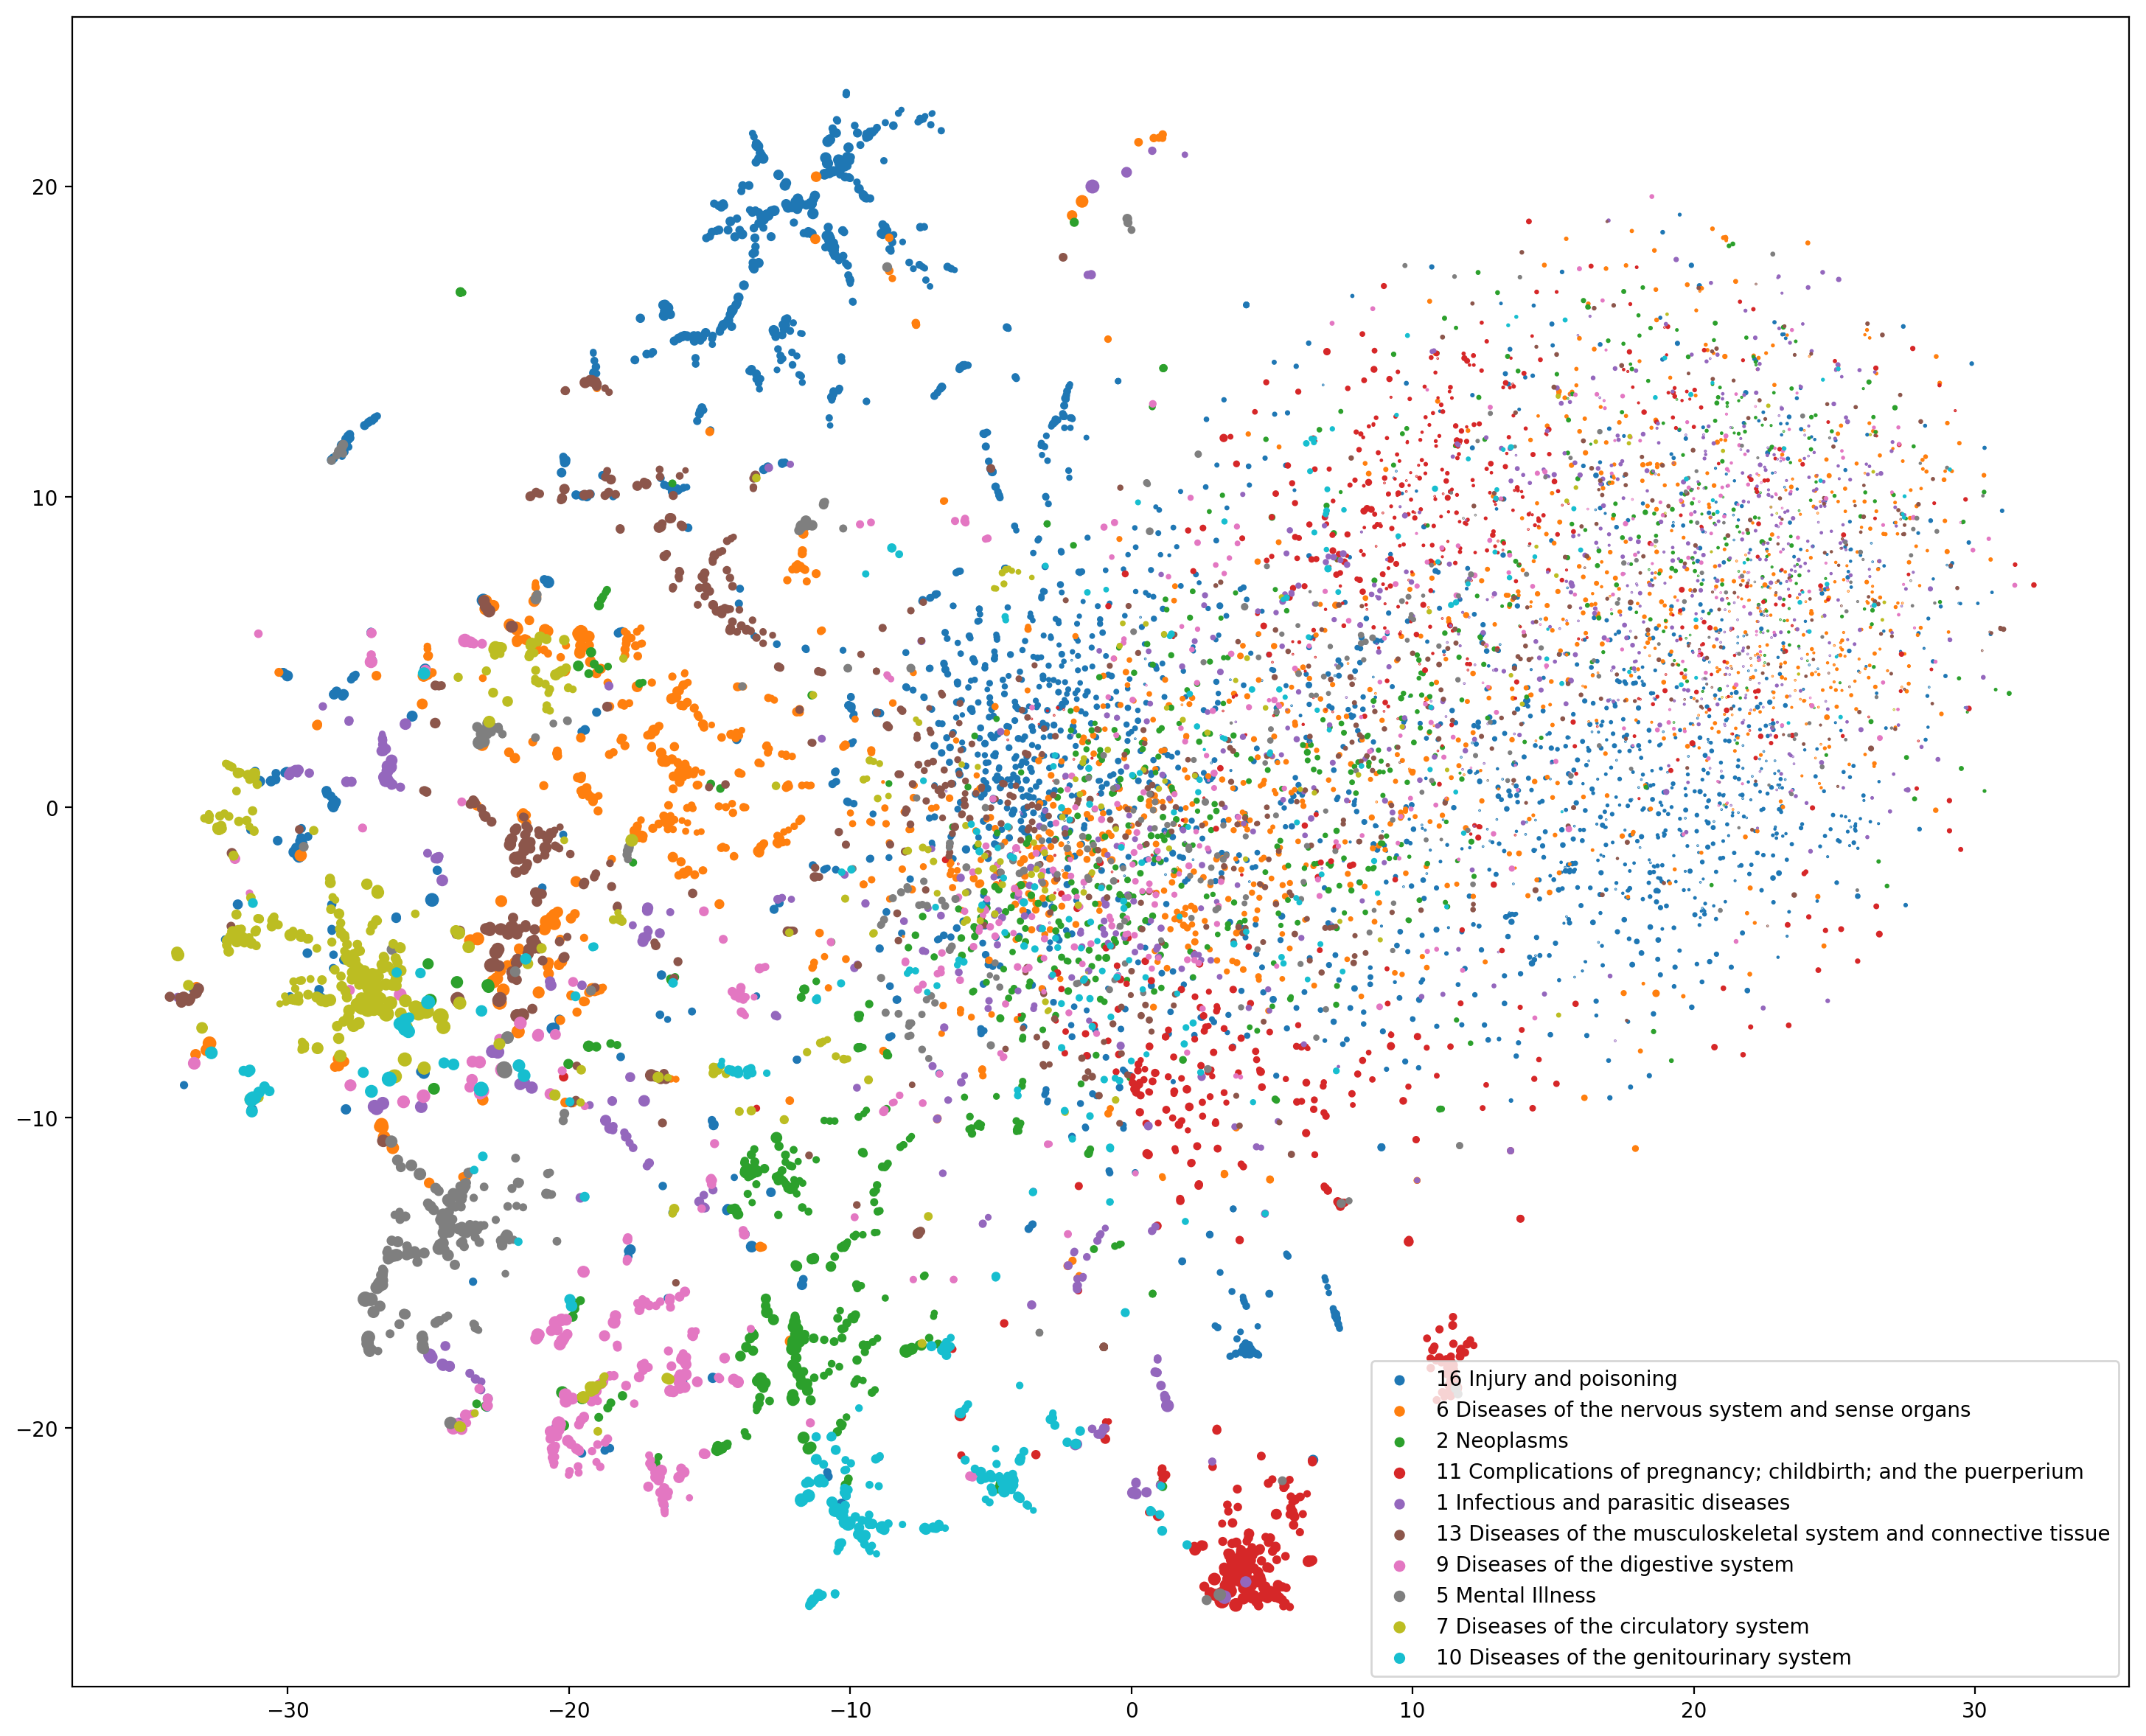 20
10
0
−10
−20
−30
−20
−10
0
10
20
30
16 Injury and poisoning
6 Diseases of the nervous system and sense organs
2 Neoplasms
11 Complications of pregnancy; childbirth; and the puerperium
1 Infectious and parasitic diseases
13 Diseases of the musculoskeletal system and connective tissue
9 Diseases of the digestive system
5 Mental Illness
7 Diseases of the circulatory system
10 Diseases of the genitourinary system